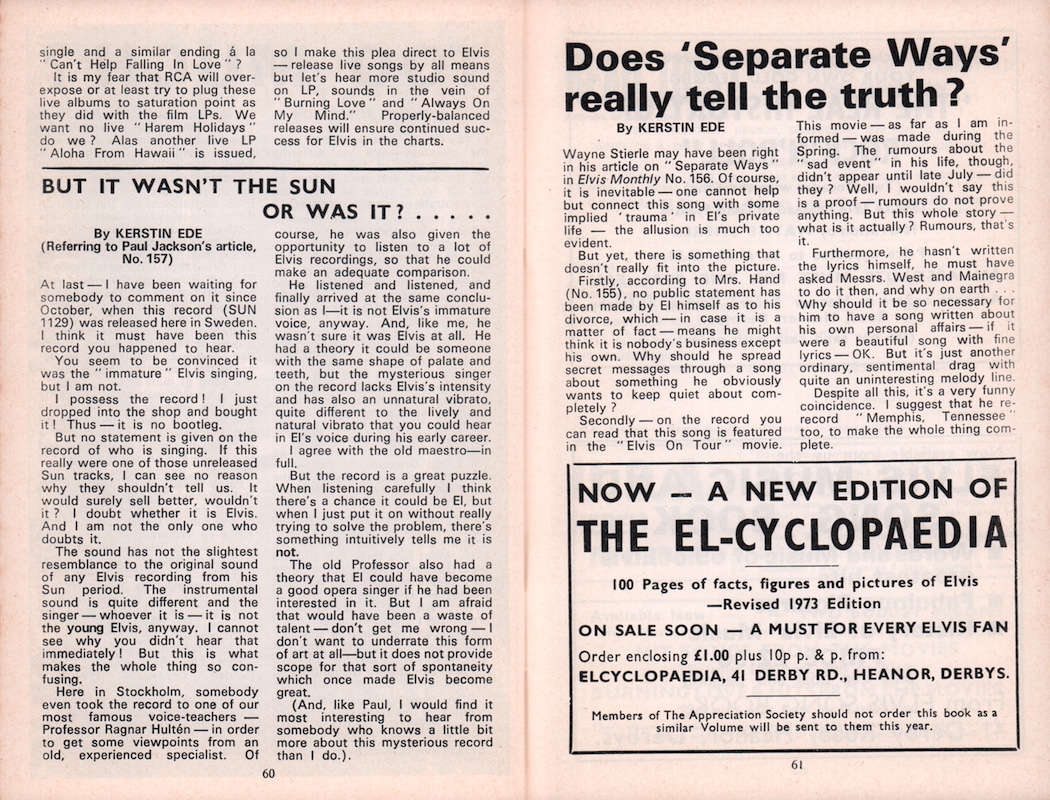 single and a similar ending á la
" Can't Help Falling In Love " ?
It is my fear that RCA will over-
expose or at least try to plug these
live albums to saturation point as
they did with the film LPs. We
want no live " Harem Holidays "
do we ? Alas another live LP
" Aloha From Hawaii " is issued,
so I make this plea direct to Elvis
— release live songs by all means
but let's hear more studio sound
on LP, sounds in the vein of
" Burning Love " and " Always On
My Mind." Properly-balanced
releases will ensure continued suc-
cess for Elvis in the charts.
BUT IT WASN'T THE SUN
OR WAS IT ? . . . . .
By KERSTIN EDE
(Referring to Paul Jackson's article,
No. 157)
At last — I have been waiting for
somebody to comment on it since
October, when this record (SUN
1129) was released here in Sweden.
I think it must have been this
record you happened to hear.
You seem to be convinced it
was the " immature " Elvis singing,
but I am not.
I possess the record ! I just
dropped into the shop and bought
it ! Thus — it is no bootleg.
But no statement is given on the
record of who is singing. If this
really were one of those unreleased
Sun tracks, I can see no reason
why they shouldn't tell us. It
would surely sell better, wouldn't
it ? I doubt whether it is Elvis.
And I am not the only one who
doubts it.
The sound has not the slightest
resemblance to the original sound
of any Elvis recording from his
Sun period. The instrumental
sound is quite different and the
singer — whoever it is — it is not
the young Elvis, anyway. I cannot
see why you didn't hear that
immediately ! But this is what
makes the whole thing so con-
fusing.
Here in Stockholm, somebody
even took the record to one of our
most famous voice-teachers —
Professor Ragnar Hultén — in order
to get some viewpoints from an
old, experienced specialist. Of
course, he was also given the
opportunity to listen to a lot of
Elvis recordings, so that he could
make an adequate comparison.
He listened and listened, and
finally arrived at the same conclu-
sion as I—it is not Elvis's immature
voice, anyway. And, like me, he
wasn't sure it was Elvis at all. He
had a theory it could be someone
with the same shape of palate and
teeth, but the mysterious singer
on the record lacks Elvis's intensity
and has also an unnatural vibrato,
quite different to the lively and
natural vibrato that you could hear
in El's voice during his early career.
I agree with the old maestro—in
full.
But the record is a great puzzle.
When listening carefully I think
there's a chance it could be El, but
when I just put it on without really
trying to solve the problem, there's
something intuitively tells me it is
not.
The old Professor also had a
theory that El could have become
a good opera singer if he had been
interested in it. But I am afraid
that would have been a waste of
talent — don't get me wrong — I
don't want to underrate this form
of art at all—but it does not provide
scope for that sort of spontaneity
which once made Elvis become
great.
(And, like Paul, I would find it
most interesting to hear from
somebody who knows a little bit
more about this mysterious record
than I do.).
60
Does 'Separate Ways'
really tell the truth ?
By KERSTIN EDE
Wayne Stierle may have been right
in his article on " Separate Ways "
in Elvis Monthly No. 156. Of course,
it is inevitable — one cannot help
but connect this song with some
implied ' trauma ' in El's private
life — the allusion is much too
evident.
But yet, there is something that
doesn't really fit into the picture.
Firstly, according to Mrs. Hand
(No. 155), no public statement has
been made by El himself as to his
divorce, which — in case it is a
matter of fact — means he might
think it is nobody's business except
his own. Why should he spread
secret messages through a song
about something he obviously
wants to keep quiet about com-
pletely ?
Secondly — on the record you
can read that this song is featured
in the " Elvis On Tour " movie.
This movie — as far as I am in-
formed — was made during the
Spring. The rumours about the
" sad event " in his life, though,
didn't appear until late July — did
they ? Well, I wouldn't say this
is a proof — rumours do not prove
anything. But this whole story —
what is it actually ? Rumours, that's
it.
Furthermore, he hasn't written
the lyrics himself, he must have
asked Messrs. West and Mainegra
to do it then, and why on earth . . .
Why should it be so necessary for
him to have a song written about
his own personal affairs — if it
were a beautiful song with fine
lyrics — OK. But it's just another
ordinary, sentimental drag with
quite an uninteresting melody line.
Despite all this, it's a very funny
coincidence. I suggest that he re-
record " Memphis, Tennessee "
too, to make the whole thing com-
plete.
NOW — A NEW EDITION OF
THE EL-CYCLOPAEDIA
100 Pages of facts, figures and pictures of Elvis
—Revised 1973 Edition
ON SALE SOON — A MUST FOR EVERY ELVIS FAN
Order enclosing £1.00 plus 10p p. & p. from:
ELCYCLOPAEDIA, 41 DERBY RD., HEANOR, DERBYS.
Members of The Appreciation Society should not order this book as a
similar Volume will be sent to them this year.
61